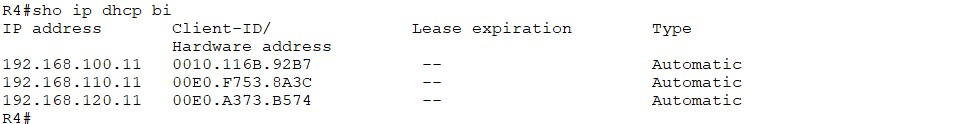 R4#sho ip dhcp bi
IP address       Client-ID/              Lease expiration        Type
                 Hardware address
192.168.100.11   0010.116B.92B7           --                     Automatic
192.168.110.11   00E0.F753.8A3C           --                     Automatic
192.168.120.11   00E0.A373.B574           --                     Automatic
R4#